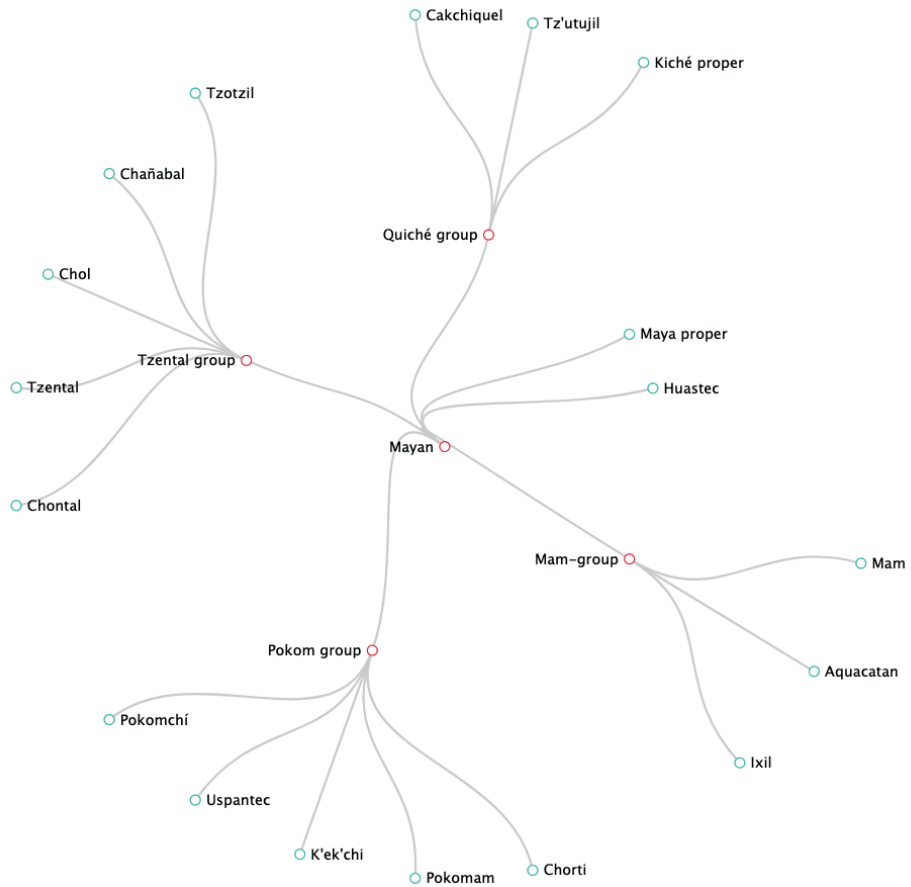 Cakchiquel
Tz'utujil
Kiché proper
Tzotzil
Chañabal
Quiché group
Chol
Maya proper
Tzental group
Tzental
Huastec
Mayan
Chontal
Mam-group
Mam
Pokom group
Aquacatan
Pokomchí
Ixil
Uspantec
K'ek'chi
Chorti
Pokomam